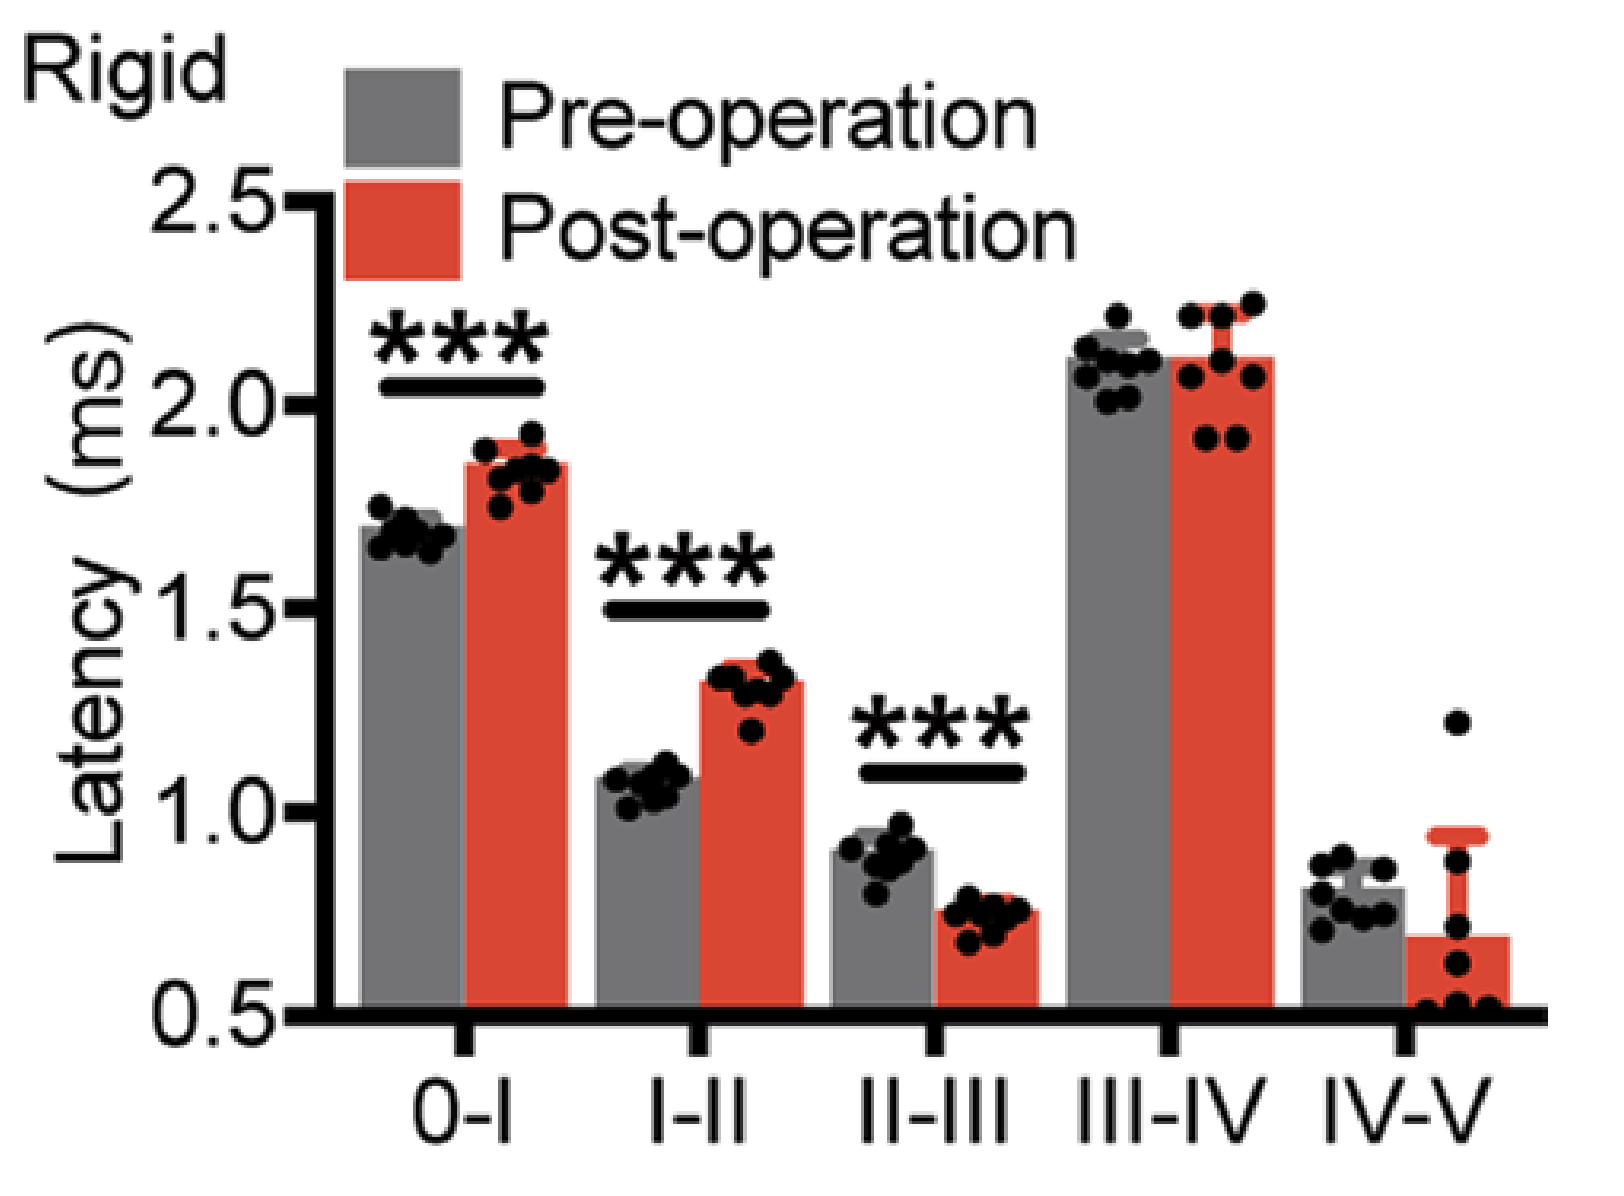 Rigid
Pre-operation
Post-operation
2.5
2.0
1.5
1.0
0.5
Latency (ms)
***
***
***
0-I
I-II
II-III
III-IV
IV-V